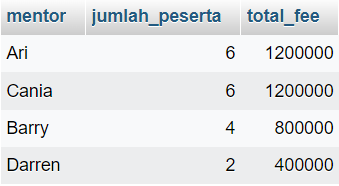 mentor jumlah_peserta total_fee
Ari 6 1200000
Cania 6 1200000
Barry 4 800000
Darren 2 400000